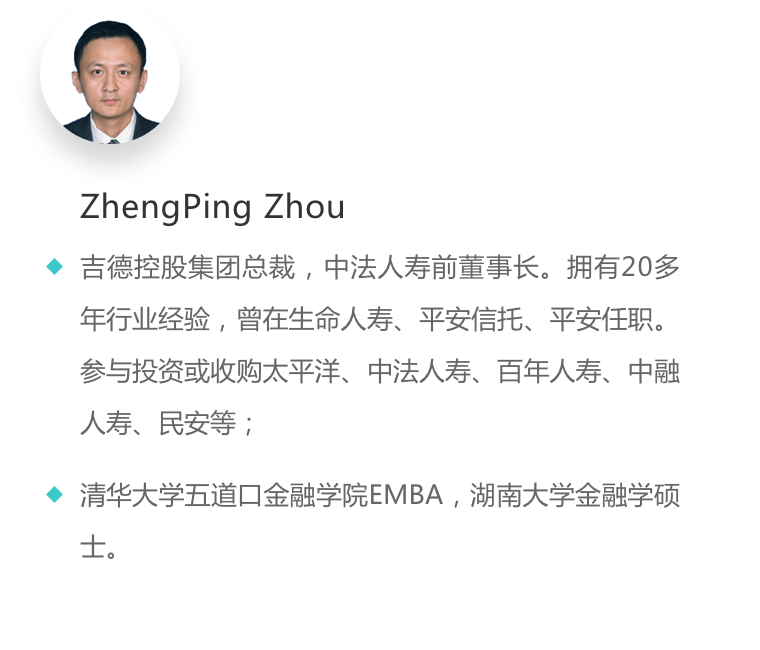 ZhengPing Zhou
吉德控股集团总裁，中法人寿前董事长。拥有20多
年行业经验，曾在生命人寿、平安信托、平安任职。
参与投资或收购太平洋、中法人寿、百年人寿、中融
人寿、民安等；
清华大学五道口金融学院EMBA，湖南大学金融学硕
士。